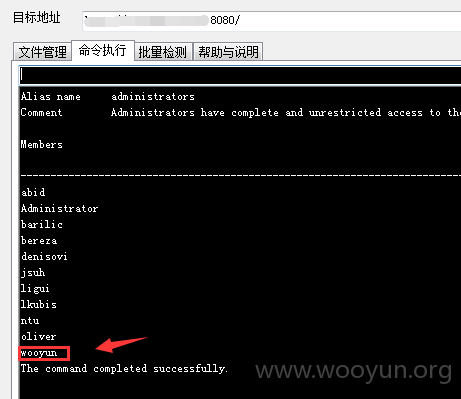 目标地址 8080/
文件管理 命令执行 批量检测 帮助与说明
Alias name administrators
Comment Administrators have complete and unrestricted access to the
Members
-------------------------------------------------------------------------------
abid
Administrator
barilic
bereza
denisovi
jsuh
ligui
lkubis
ntu
oliver
wooyun
The command completed successfully.
www.wooyun.org